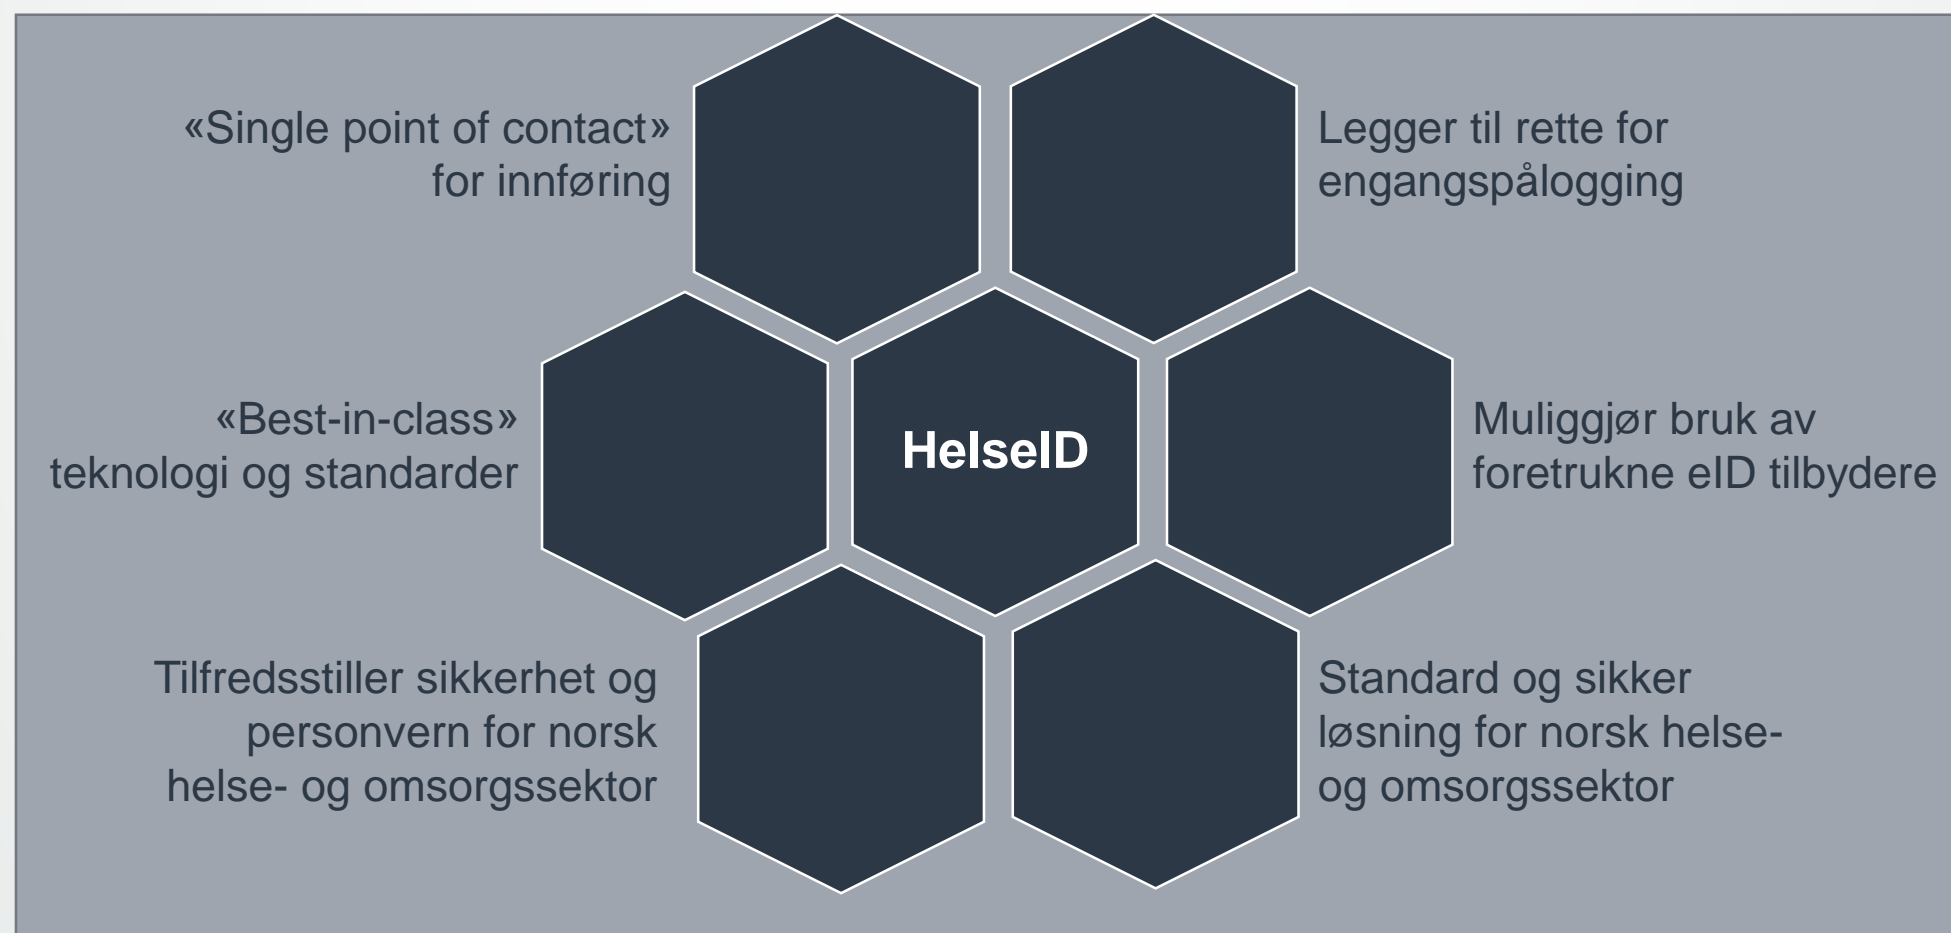 «Single point of contact»
for innføring
Legger til rette for
engangspålogging
«Best-in-class»
teknologi og standarder
HelseID
Muliggjør bruk av
foretrukne eID tilbydere
Tilfredsstiller sikkerhet og
personvern for norsk
helse- og omsorgssektor
Standard og sikker
løsning for norsk helse-
og omsorgssektor